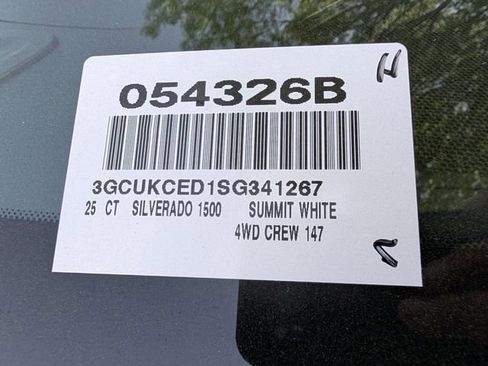 054326B
3GCUKCED1SG341267
25 CT SILVERADO 1500 SUMMIT WHITE
4WD CREW 147